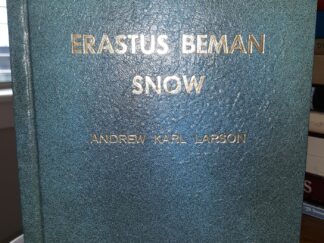 ERASTUS BEMAN
SNOW
ANDREW KARL LARSON